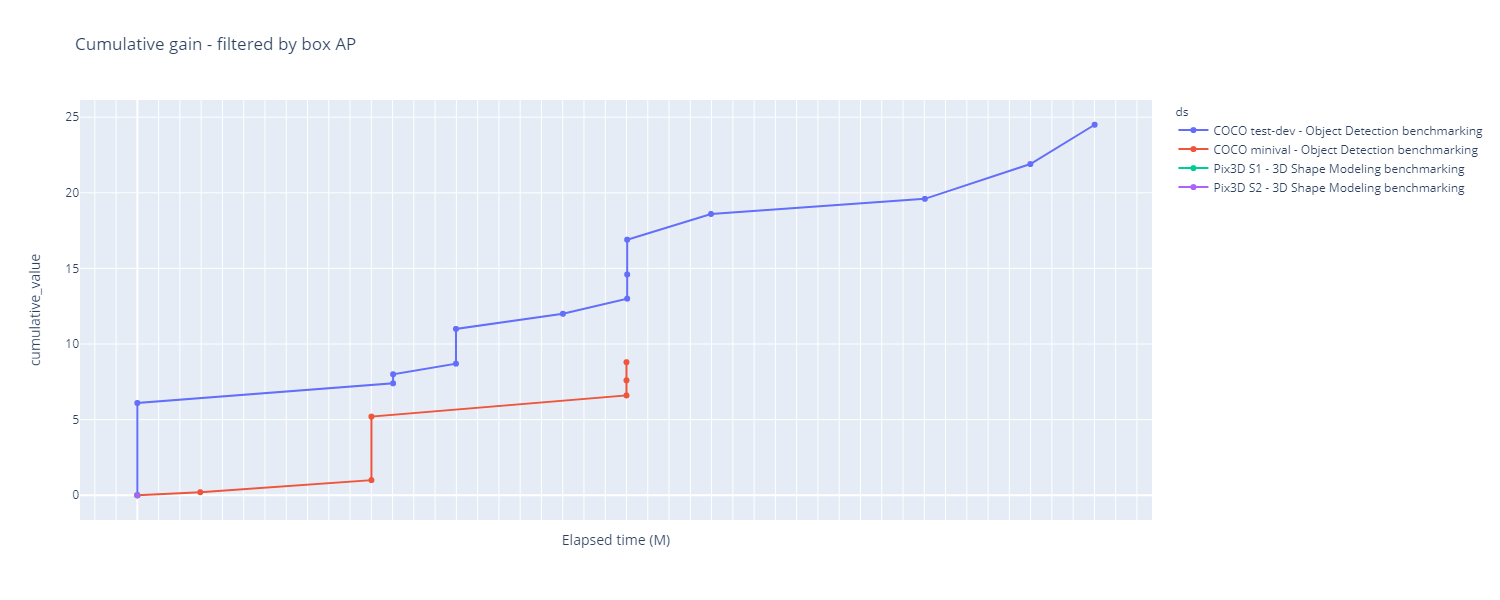 Cumulative gain - filtered by box AP
ds
COCO test-dev - Object Detection benchmarking
COCO minival - Object Detection benchmarking
Pix3D S1 - 3D Shape Modeling benchmarking
Pix3D S2 - 3D Shape Modeling benchmarking
cumulative_value
25
20
15
10
5
0
Elapsed time (M)